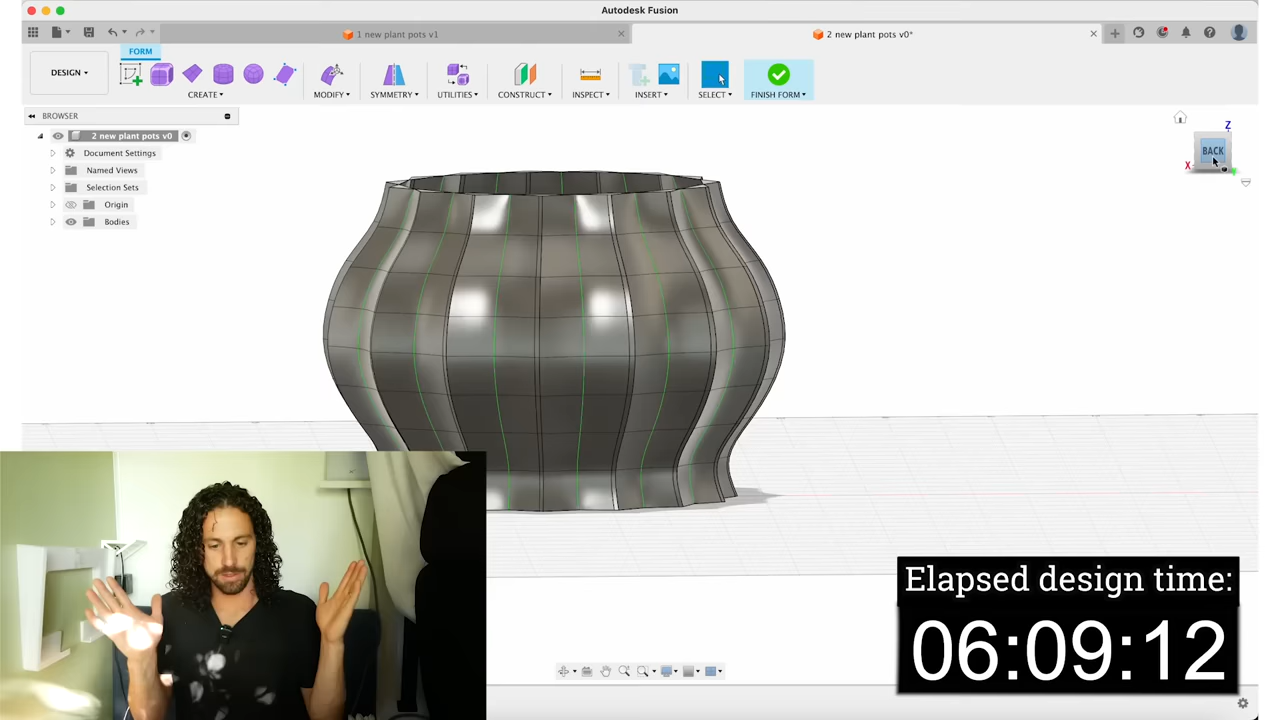 Autodesk Fusion
1 new plant pots v1
2 new plant pots v0*
DESIGN
FORM
CREATE
MODIFY
SYMMETRY
UTILITIES
CONSTRUCT
INSPECT
INSERT
SELECT
FINISH FORM
BROWSER
2 new plant pots v0
Document Settings
Named Views
Selection Sets
Origin
Bodies
Z
BACK
X
Elapsed design time:
06:09:12